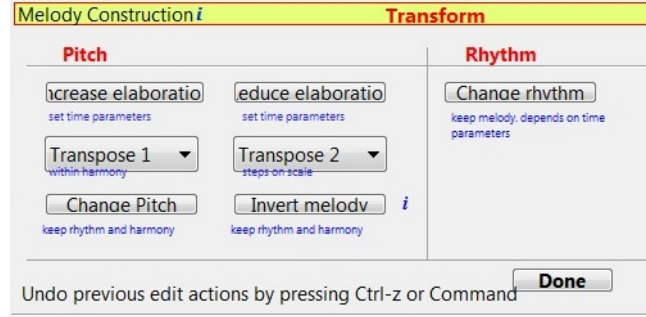 Melody Construction i Transform
Pitch Rhythm
ncrease elaboratio educe elaboratio Change rhythm
set time parameters set time parameters keep melody. depends on time
parameters
Transpose 1 Transpose 2
within harmony steps on scale
Change Pitch Invert melody i
keep rhythm and harmony keep rhythm and harmony
Done
Undo previous edit actions by pressing Ctrl-z or Command